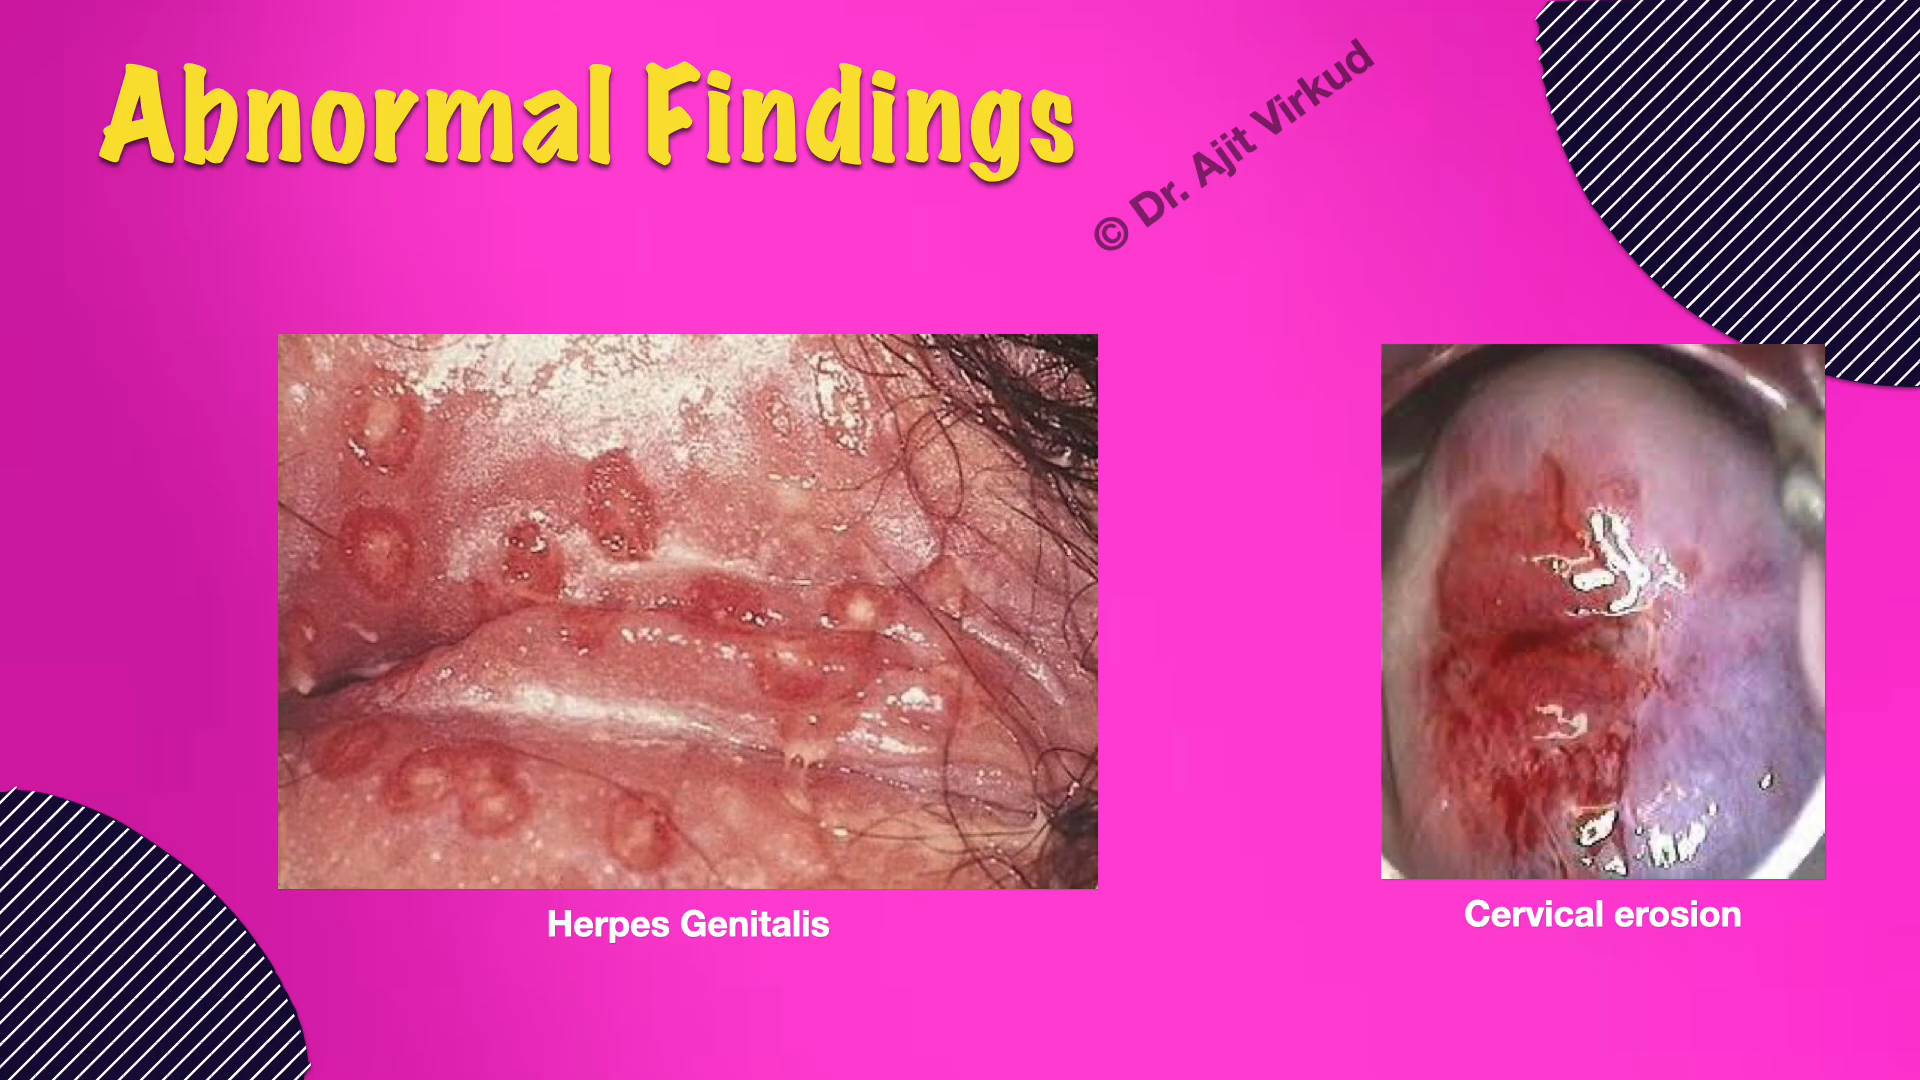 Abnormal Findings
© Dr. Ajit Virkud
Herpes Genitalis
Cervical erosion